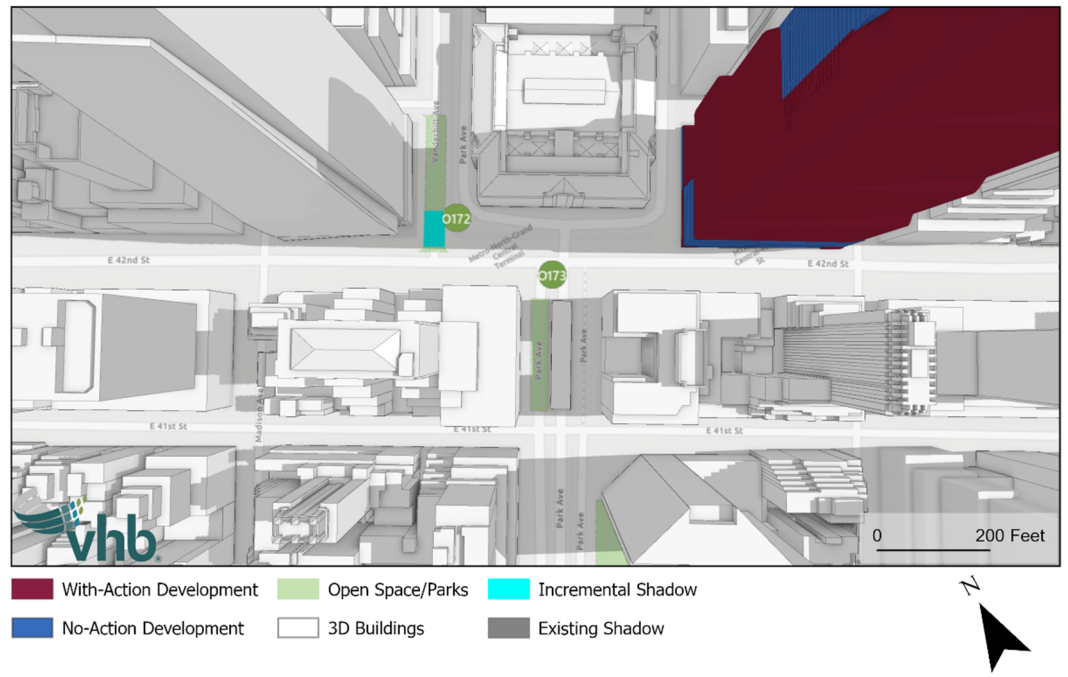 Vanderbilt Ave
Park Ave
O172
Metro-North-Grand
Central
Terminal
E 42nd St
O173
E 42nd St
Park Ave
Park Ave
Madison Ave
E 41st St
E 41st St
E 41st St
Park Ave
Park Ave
vhb
0 200 Feet
With-Action Development
Open Space/Parks
Incremental Shadow
No-Action Development
3D Buildings
Existing Shadow
N